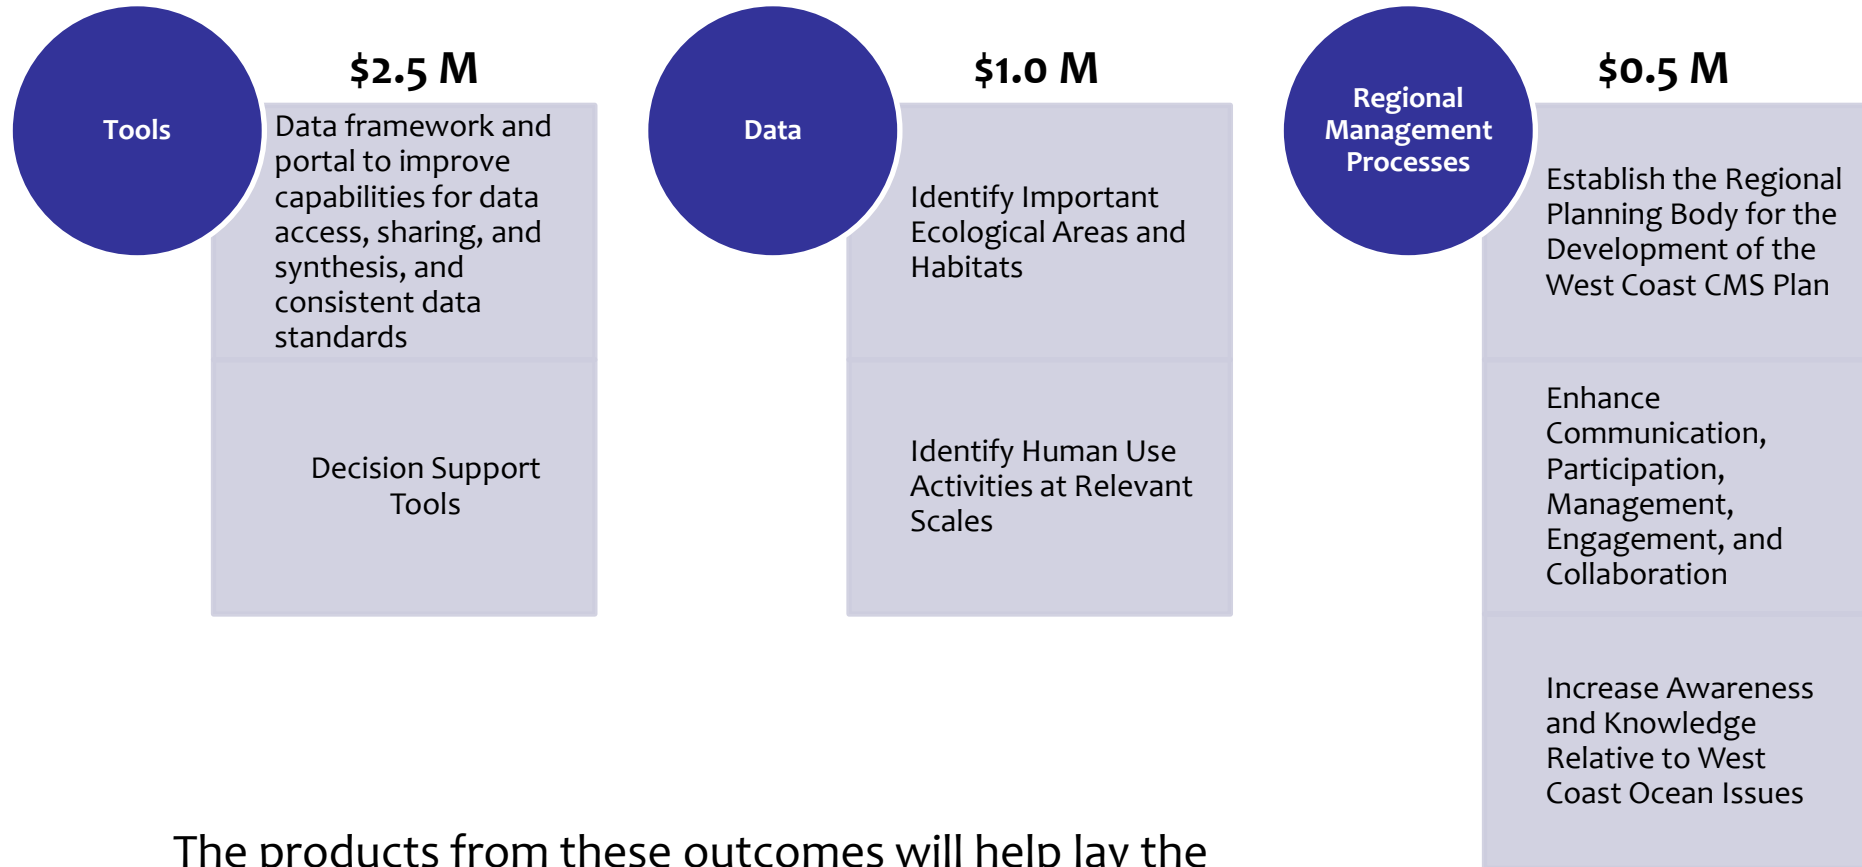 Tools
$2.5 M
Data framework and
portal to improve
capabilities for data
access, sharing, and
synthesis, and
consistent data
standards
Decision Support
Tools
Data
$1.0 M
Identify Important
Ecological Areas and
Habitats
Identify Human Use
Activities at Relevant
Scales
Regional
Management
Processes
$0.5 M
Establish the Regional
Planning Body for the
Development of the
West Coast CMS Plan
Enhance
Communication,
Participation,
Management,
Engagement, and
Collaboration
Increase Awareness
and Knowledge
Relative to West
Coast Ocean Issues
The products from these outcomes will help lay the